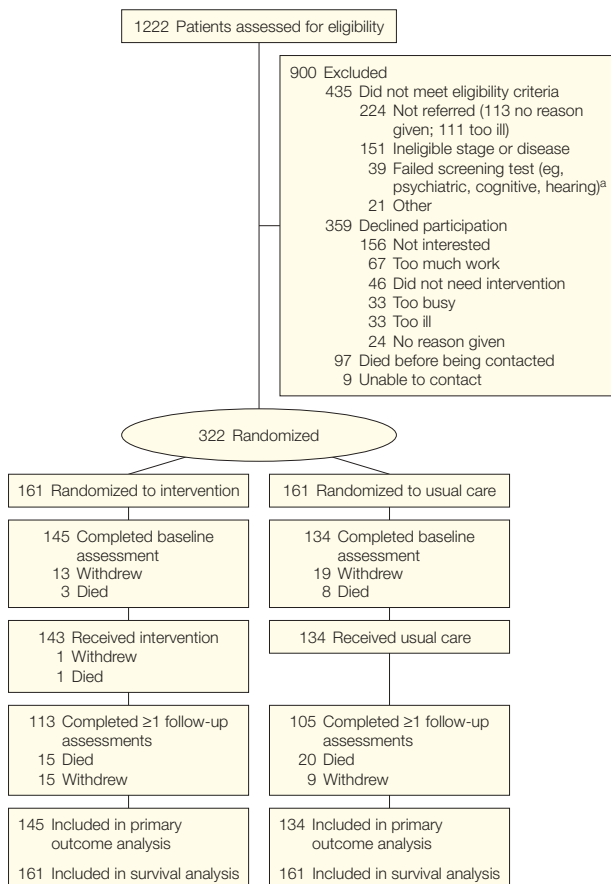 1222 Patients assessed for eligibility
900 Excluded
435 Did not meet eligibility criteria
224 Not referred (113 no reason
given; 111 too ill)
151 Ineligible stage or disease
39 Failed screening test (eg,
psychiatric, cognitive, hearing)a
21 Other
359 Declined participation
156 Not interested
67 Too much work
46 Did not need intervention
33 Too busy
33 Too ill
24 No reason given
97 Died before being contacted
9 Unable to contact
322 Randomized
161 Randomized to intervention
161 Randomized to usual care
145 Completed baseline
assessment
13 Withdrew
3 Died
134 Completed baseline
assessment
19 Withdrew
8 Died
143 Received intervention
1 Withdrew
1 Died
134 Received usual care
113 Completed ≥1 follow-up
assessments
15 Died
15 Withdrew
105 Completed ≥1 follow-up
assessments
20 Died
9 Withdrew
145 Included in primary
outcome analysis
161 Included in survival analysis
134 Included in primary
outcome analysis
161 Included in survival analysis